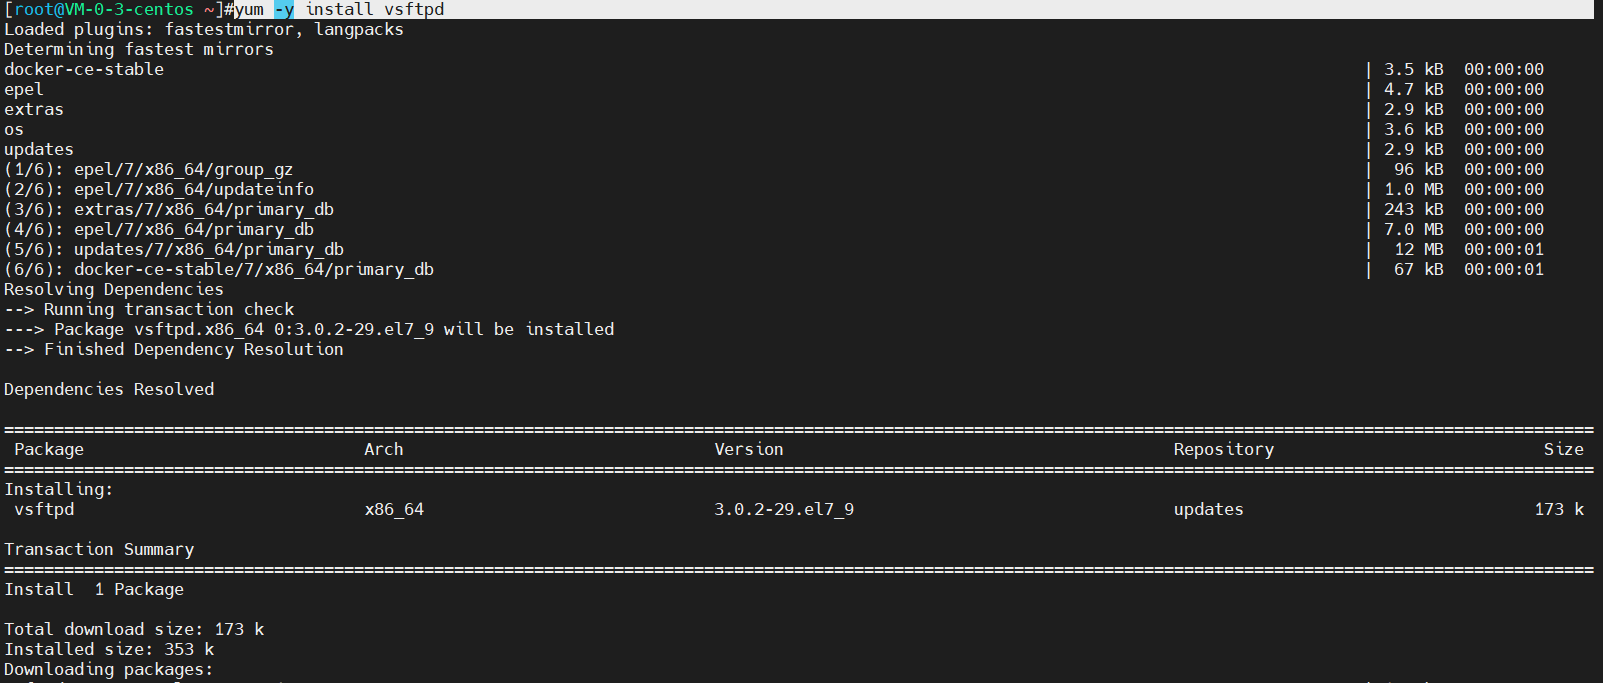 [root@VM-0-3-centos ~]#yum -y install vsftpd
Loaded plugins: fastestmirror, langpacks
Determining fastest mirrors
docker-ce-stable | 3.5 kB 00:00:00
epel | 4.7 kB 00:00:00
extras | 2.9 kB 00:00:00
os | 3.6 kB 00:00:00
updates | 2.9 kB 00:00:00
(1/6): epel/7/x86_64/group_gz | 96 kB 00:00:00
(2/6): epel/7/x86_64/updateinfo | 1.0 MB 00:00:00
(3/6): extras/7/x86_64/primary_db | 243 kB 00:00:00
(4/6): epel/7/x86_64/primary_db | 7.0 MB 00:00:00
(5/6): updates/7/x86_64/primary_db | 12 MB 00:00:01
(6/6): docker-ce-stable/7/x86_64/primary_db | 67 kB 00:00:01
Resolving Dependencies
--> Running transaction check
---> Package vsftpd.x86_64 0:3.0.2-29.el7_9 will be installed
--> Finished Dependency Resolution
Dependencies Resolved
Package Arch Version Repository Size
Installing:
vsftpd x86_64 3.0.2-29.el7_9 updates 173 k
Transaction Summary
Install 1 Package
Total download size: 173 k
Installed size: 353 k
Downloading packages: